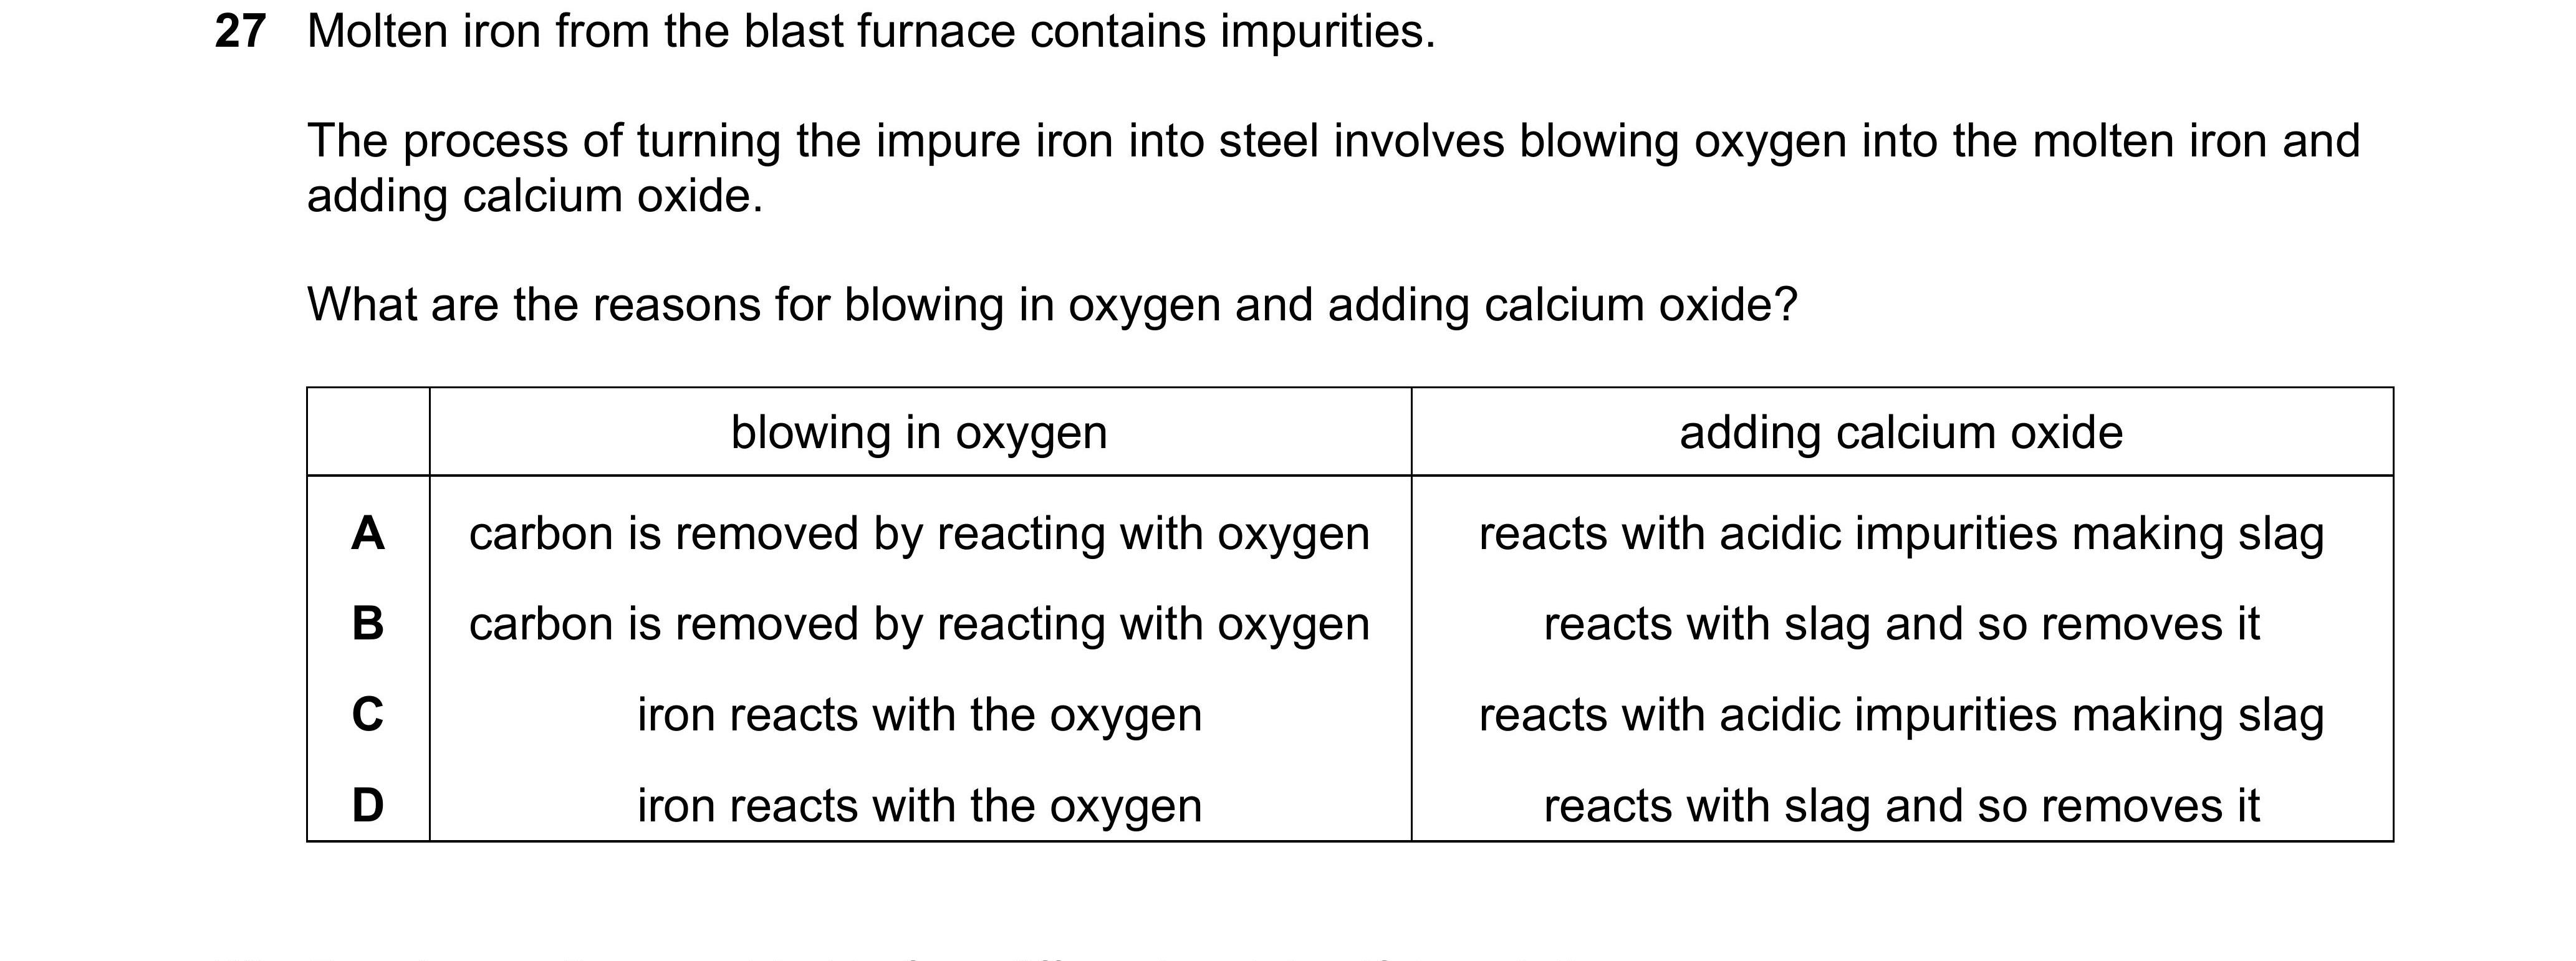 27 Molten iron from the blast furnace contains impurities.
The process of turning the impure iron into steel involves blowing oxygen into the molten iron and
adding calcium oxide.
What are the reasons for blowing in oxygen and adding calcium oxide?
blowing in oxygen adding calcium oxide
A carbon is removed by reacting with oxygen reacts with acidic impurities making slag
B carbon is removed by reacting with oxygen reacts with slag and so removes it
C iron reacts with the oxygen reacts with acidic impurities making slag
D iron reacts with the oxygen reacts with slag and so removes it